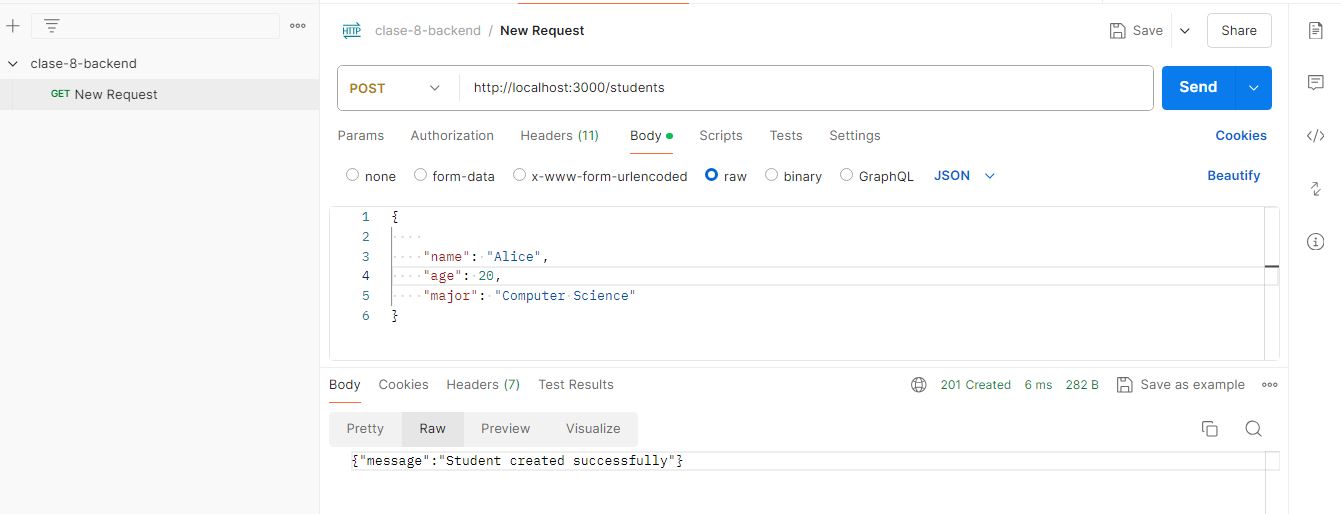 HTTP clase-8-backend / New Request Save Share
clase-8-backend
GET New Request
POST http://localhost:3000/students Send
Params Authorization Headers (11) Body Scripts Tests Settings Cookies
none form-data x-www-form-urlencoded raw binary GraphQL JSON Beautify
1 {
2
3 "name": "Alice",
4 "age": 20,
5 "major": "Computer Science"
6 }
Body Cookies Headers (7) Test Results 201 Created 6 ms 282 B Save as example
Pretty Raw Preview Visualize
{"message":"Student created successfully"}